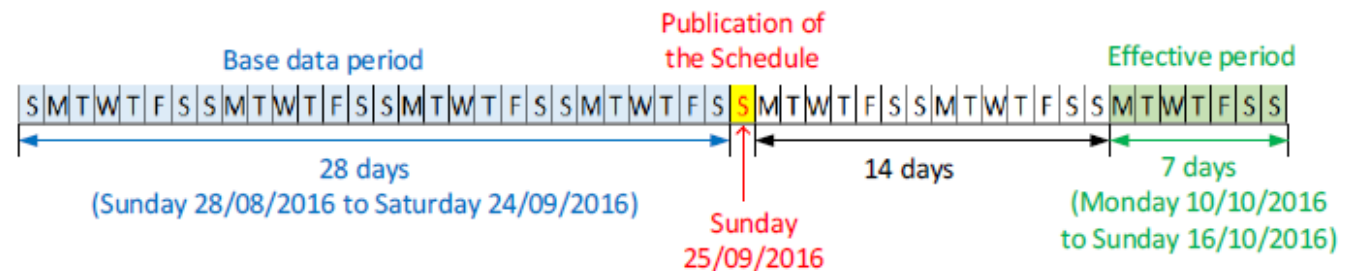 Publication of
the Schedule
Base data period
Effective period
S M T W T F S S M T W T F S S M T W T F S S M T W T F S S M T W T F S S M T W T F S S M T W T F S S
28 days
(Sunday 28/08/2016 to Saturday 24/09/2016)
14 days
7 days
(Monday 10/10/2016
to Sunday 16/10/2016)
Sunday
25/09/2016